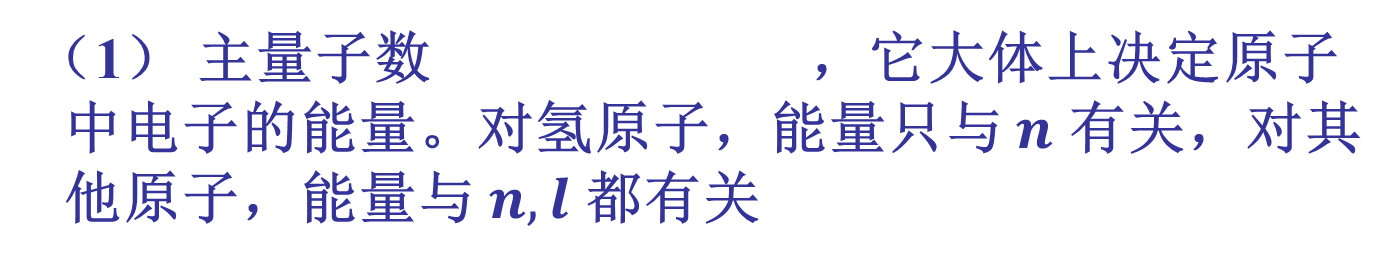 （1） 主量子数 ，它大体上决定原子
中电子的能量。对氢原子，能量只与 n 有关，对其
他原子，能量与 n, l 都有关